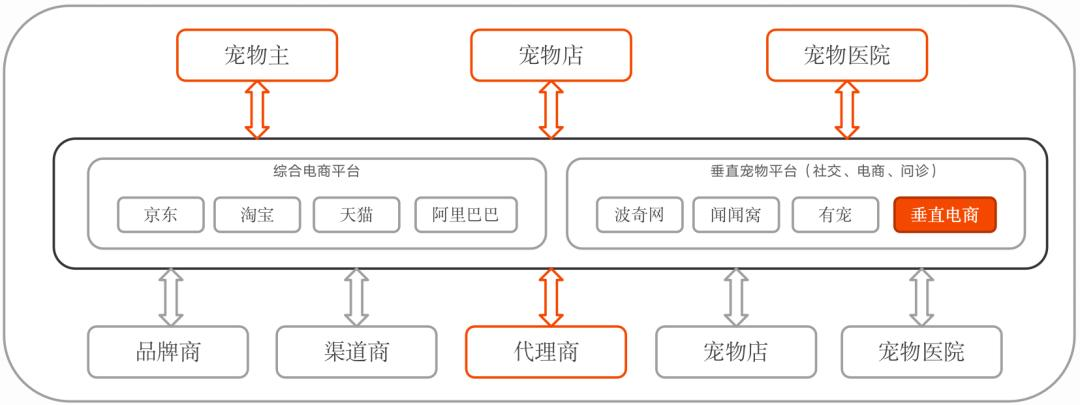 宠物主
宠物店
宠物医院
综合电商平台
垂直宠物平台（社交、电商、问诊）
京东
淘宝
天猫
阿里巴巴
波奇网
闻闻窝
有宠
垂直电商
品牌商
渠道商
代理商
宠物店
宠物医院